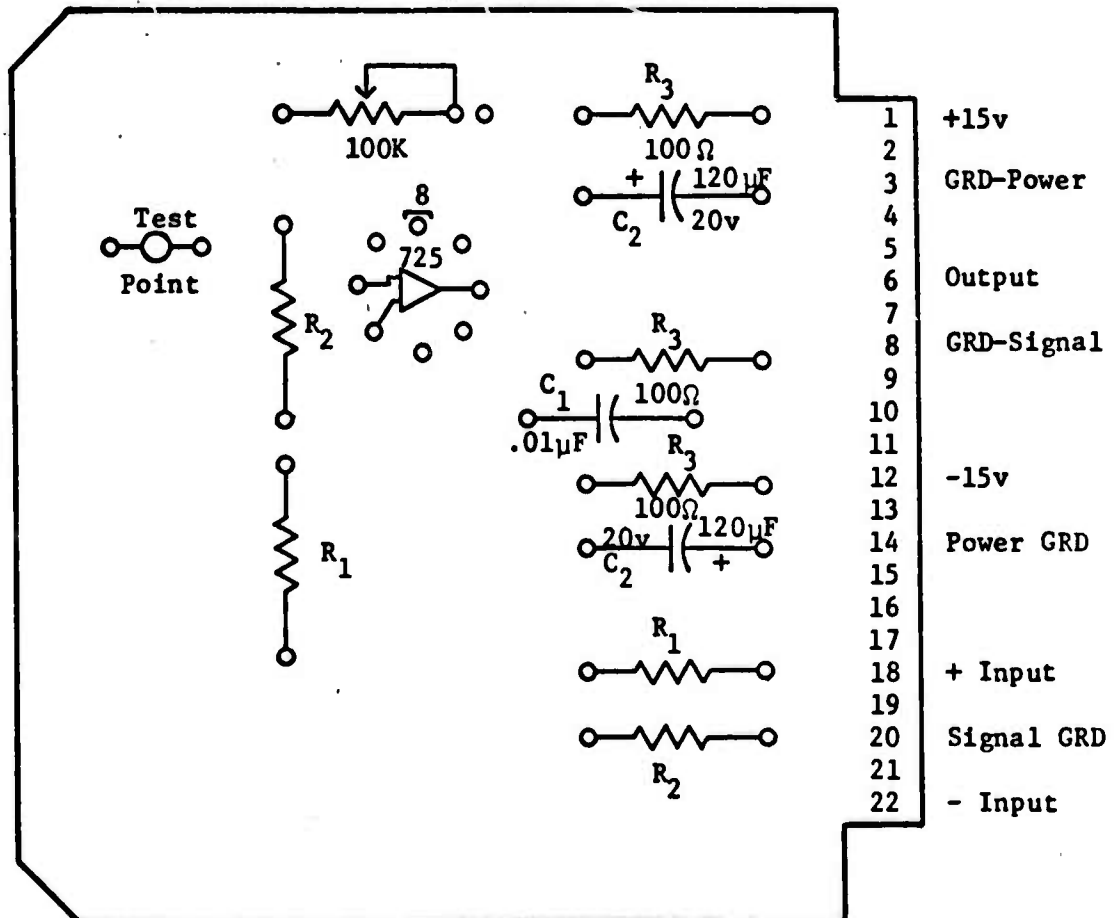 R3
100K
100Ω
+ 120μF
C2 20v
8
725
Test
Point
R2
R3
100Ω
C1
.01μF
R3
100Ω
20v 120μF
C2 +
R1
R1
R2
1 +15v
2
3 GRD-Power
4
5
6 Output
7
8 GRD-Signal
9
10
11
12 -15v
13
14 Power GRD
15
16
17
18 + Input
19
20 Signal GRD
21
22 - Input